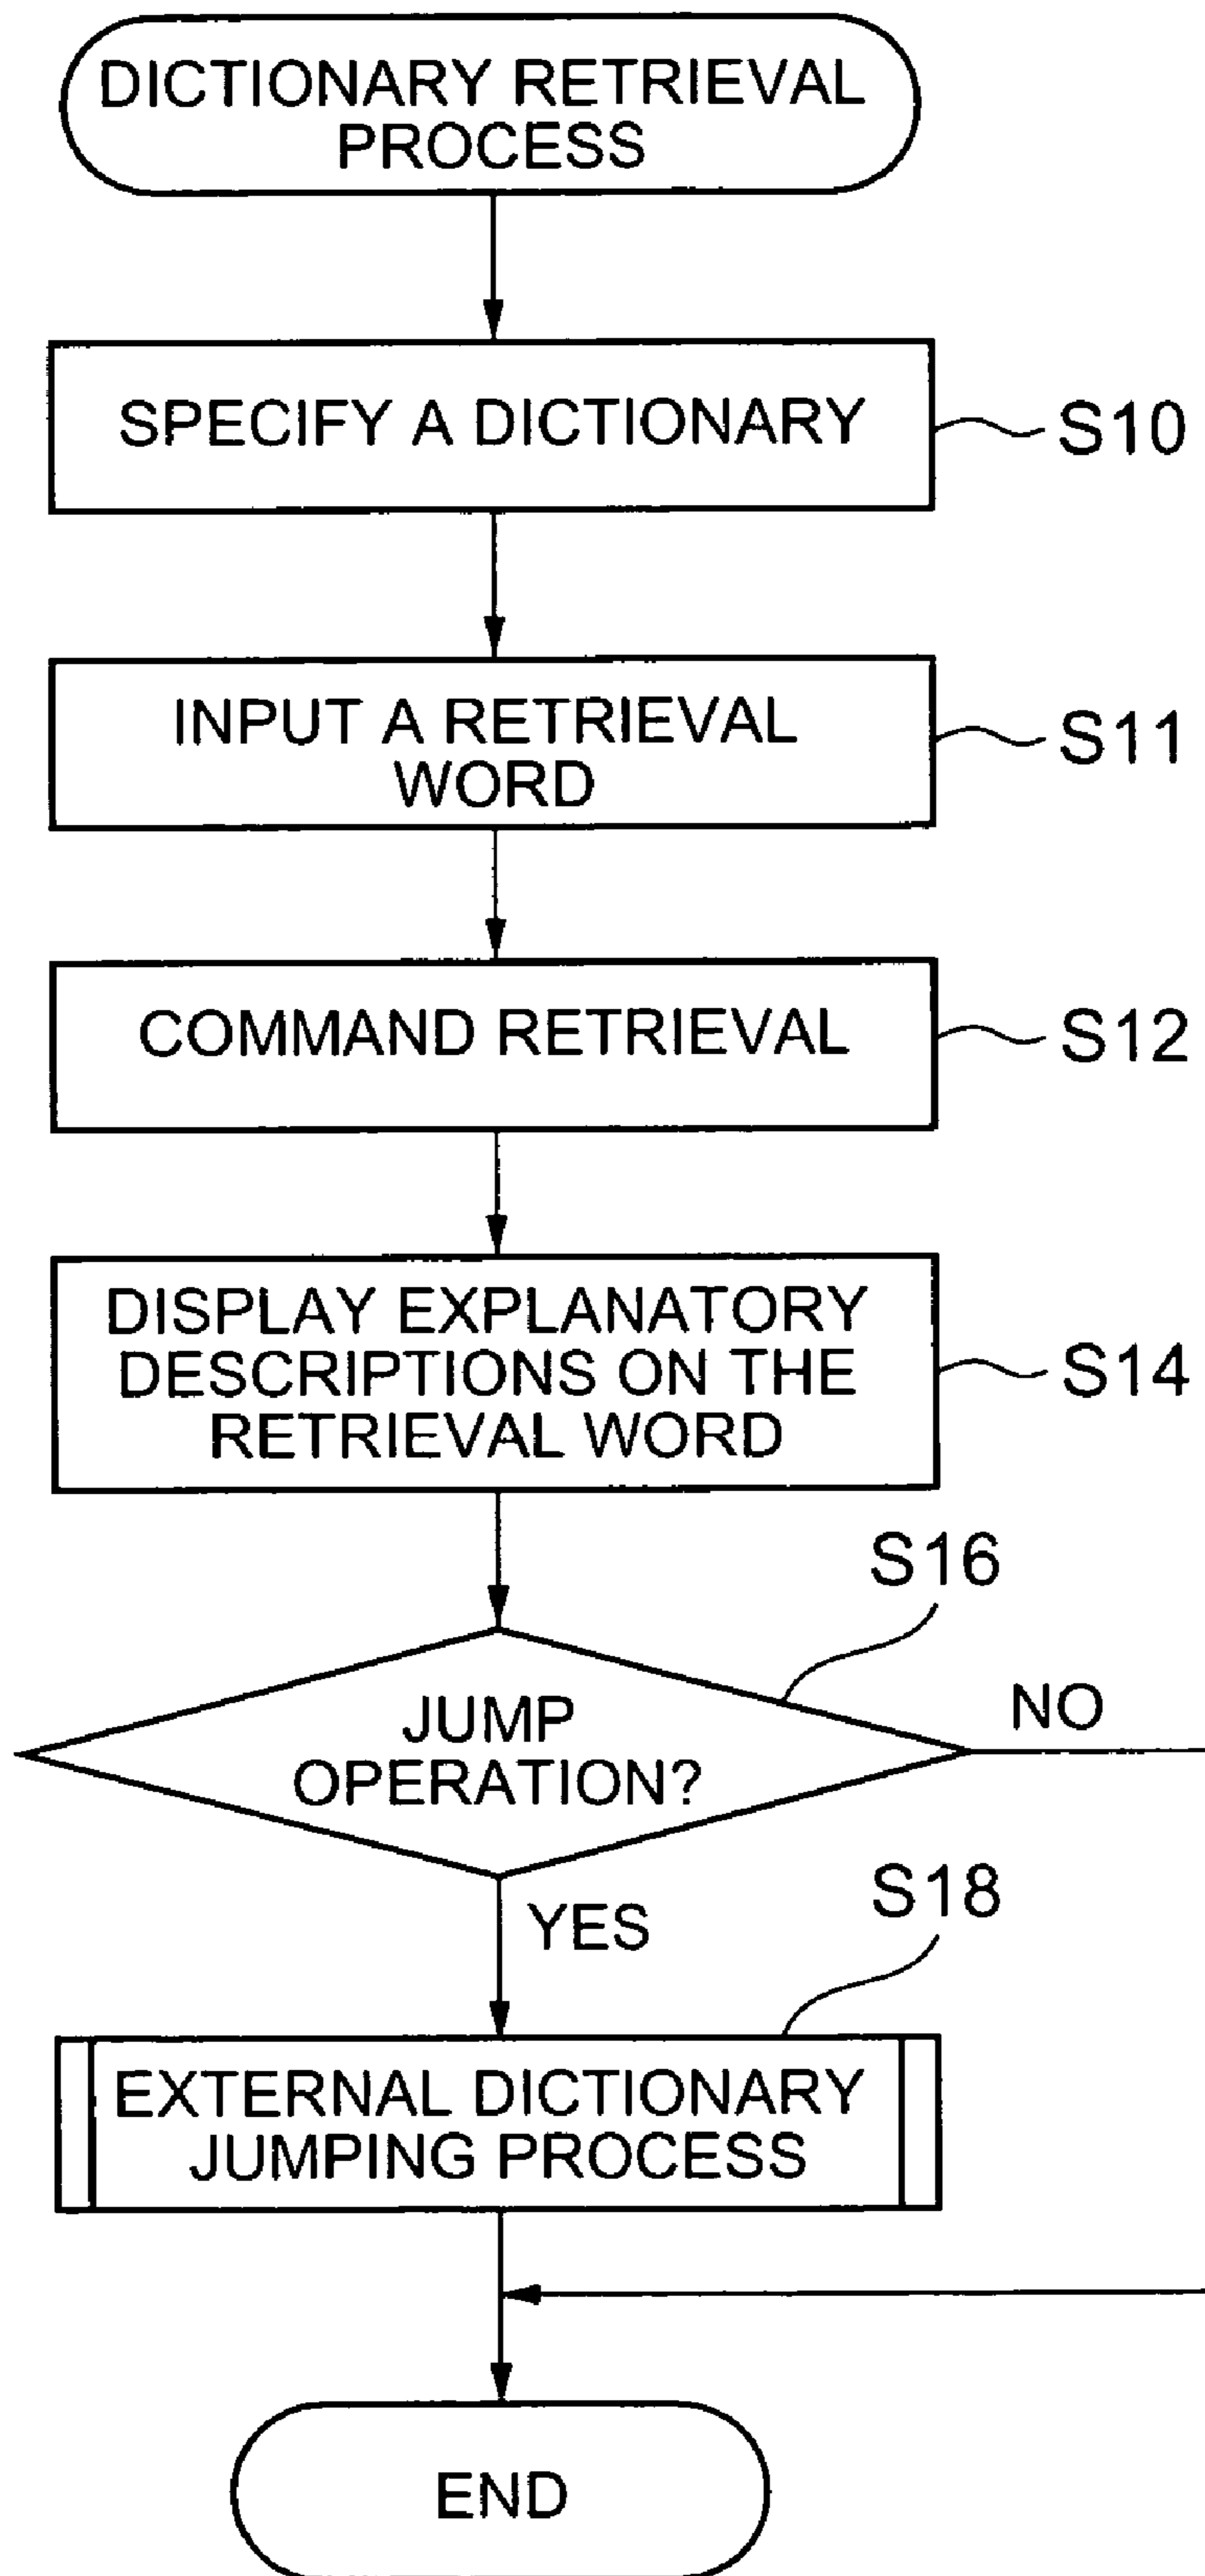 DICTIONARY RETRIEVAL
PROCESS
SPECIFY A DICTIONARY
S10
INPUT A RETRIEVAL
WORD
S11
COMMAND RETRIEVAL
S12
DISPLAY EXPLANATORY
DESCRIPTIONS ON THE
RETRIEVAL WORD
S14
S16
JUMP
OPERATION?
NO
YES
S18
EXTERNAL DICTIONARY
JUMPING PROCESS
END